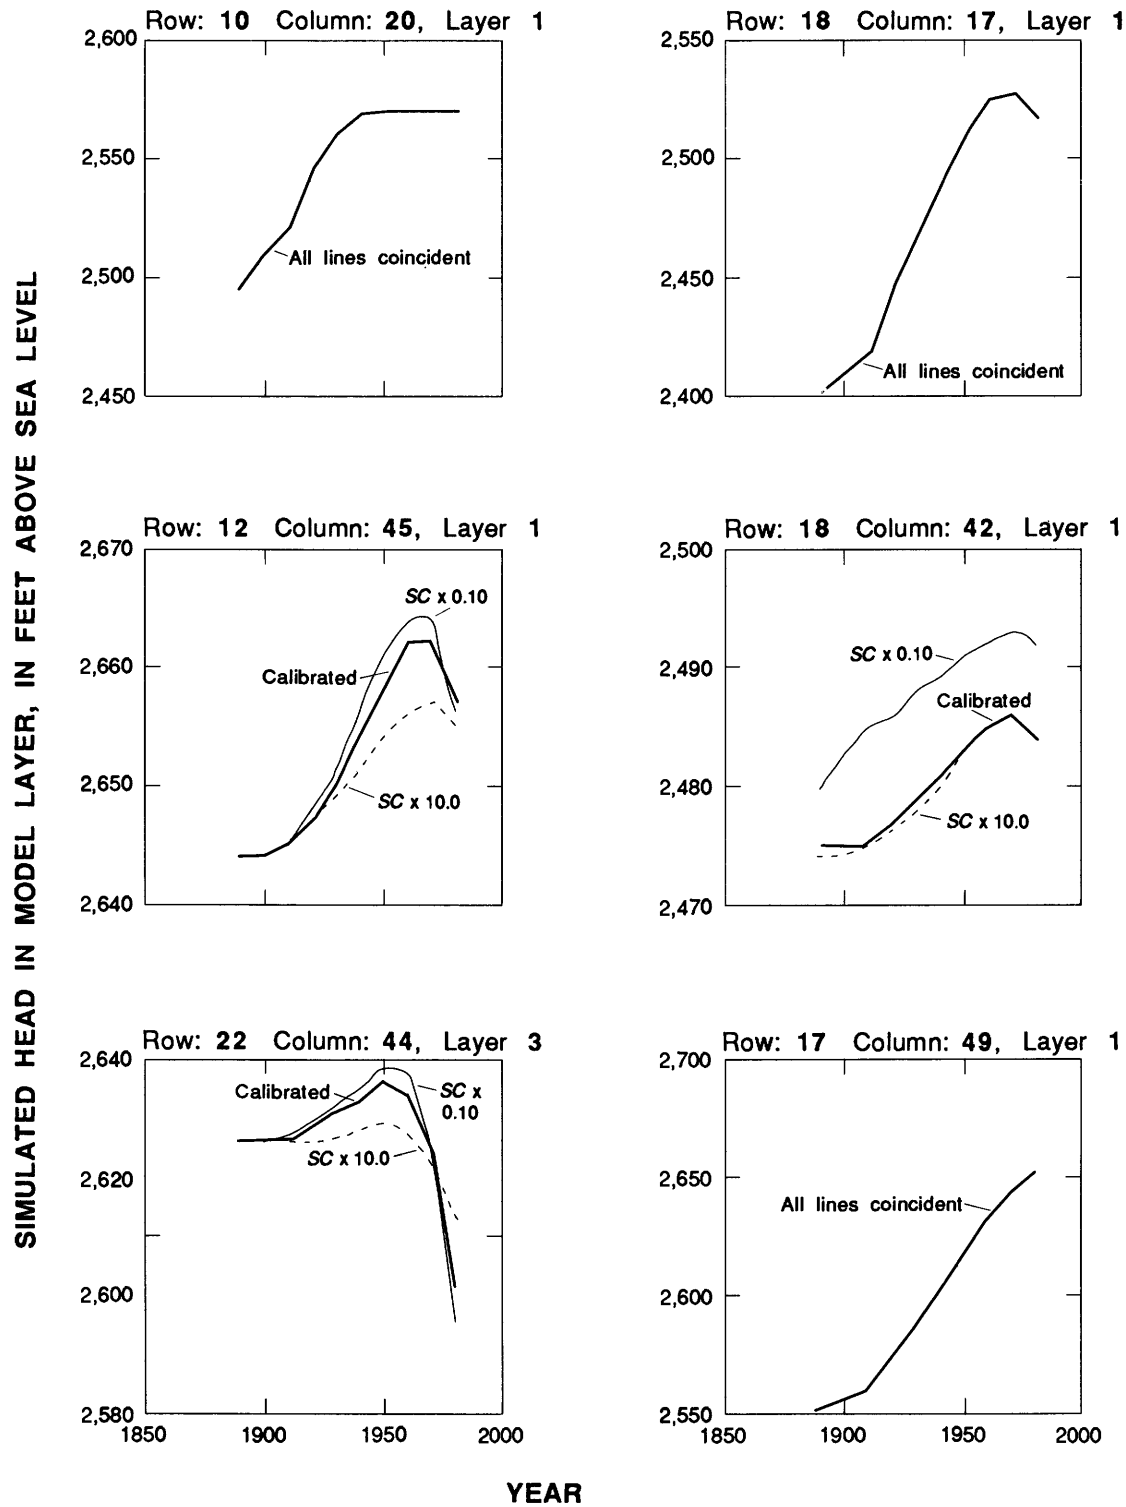 SIMULATED HEAD IN MODEL LAYER, IN FEET ABOVE SEA LEVEL
Row: 10 Column: 20, Layer 1
2,600
2,550
2,500
2,450
All lines coincident
Row: 18 Column: 17, Layer 1
2,550
2,500
2,450
2,400
All lines coincident
Row: 12 Column: 45, Layer 1
2,670
2,660
2,650
2,640
SC x 0.10
Calibrated
SC x 10.0
Row: 18 Column: 42, Layer 1
2,500
2,490
2,480
2,470
SC x 0.10
Calibrated
SC x 10.0
Row: 22 Column: 44, Layer 3
2,640
2,620
2,600
2,580
Calibrated
SC x
0.10
SC x 10.0
1850 1900 1950 2000
Row: 17 Column: 49, Layer 1
2,700
2,650
2,600
2,550
All lines coincident
1850 1900 1950 2000
YEAR